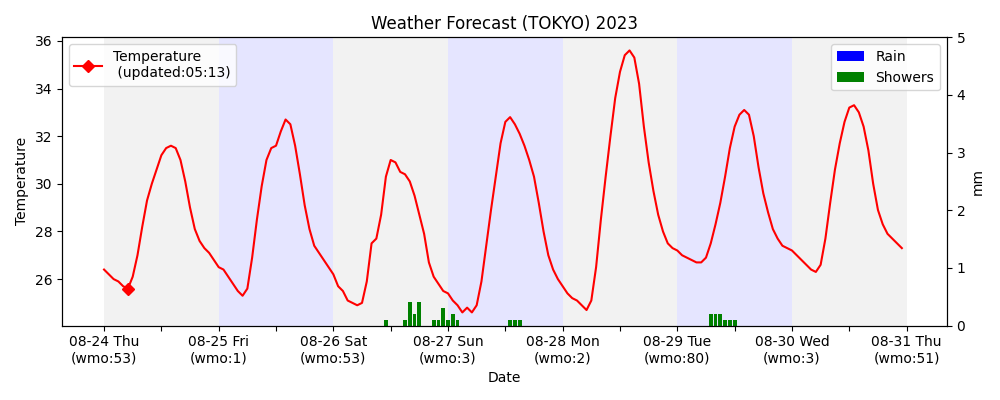 Weather Forecast (TOKYO) 2023
Temperature
(updated:05:13)
Rain
Showers
36
34
32
30
28
26
Temperature
5
4
3
2
1
0
mm
08-24 Thu
(wmo:53)
08-25 Fri
(wmo:1)
08-26 Sat
(wmo:53)
08-27 Sun
(wmo:3)
08-28 Mon
(wmo:2)
08-29 Tue
(wmo:80)
08-30 Wed
(wmo:3)
08-31 Thu
(wmo:51)
Date